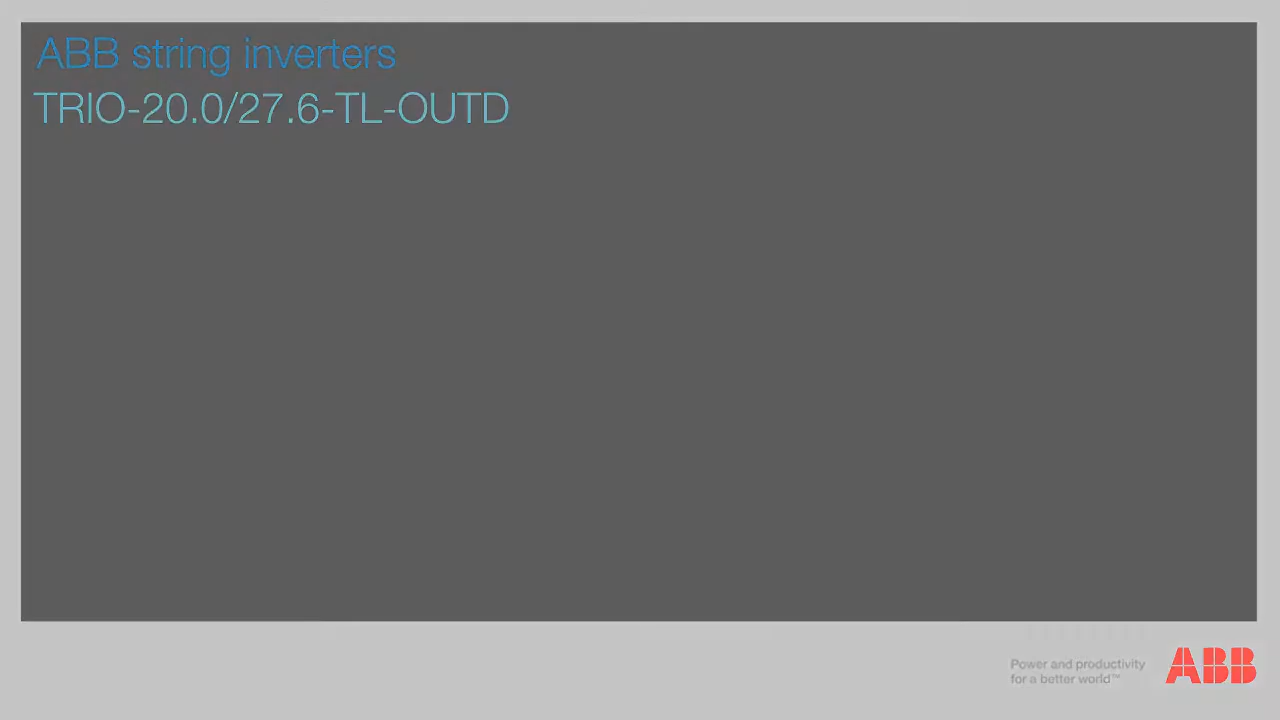 ABB string inverters
TRIO-20.0/27.6-TL-OUTD
Power and productivity
for a better world™
ABB